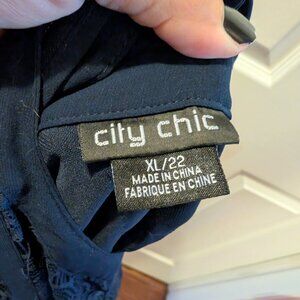 city chic
XL/22
MADE IN CHINA
FABRIQUE EN CHINE